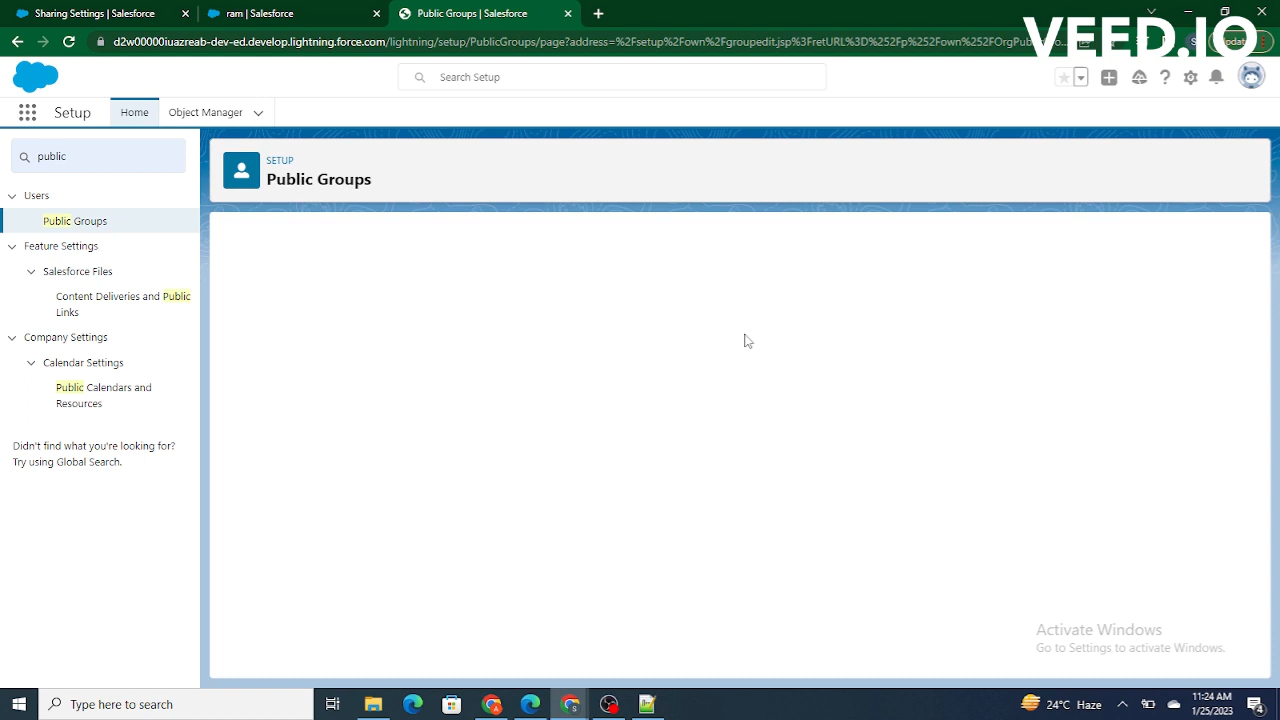 Sharing Settings | Salesforce
ram | Salesforce
Public Groups | Salesforce
VEED.IO
Search Setup
Setup
Home
Object Manager
public
SETUP
Public Groups
Users
Public Groups
Feature Settings
Salesforce Files
Content Deliveries and Public
Links
Company Settings
Calendar Settings
Public Calendars and
Resources
Didn't find what you're looking for?
Try using Global Search.
Activate Windows
Go to Settings to activate Windows.
Type here to search
24°C Haze
11:24 AM
1/25/2023
4